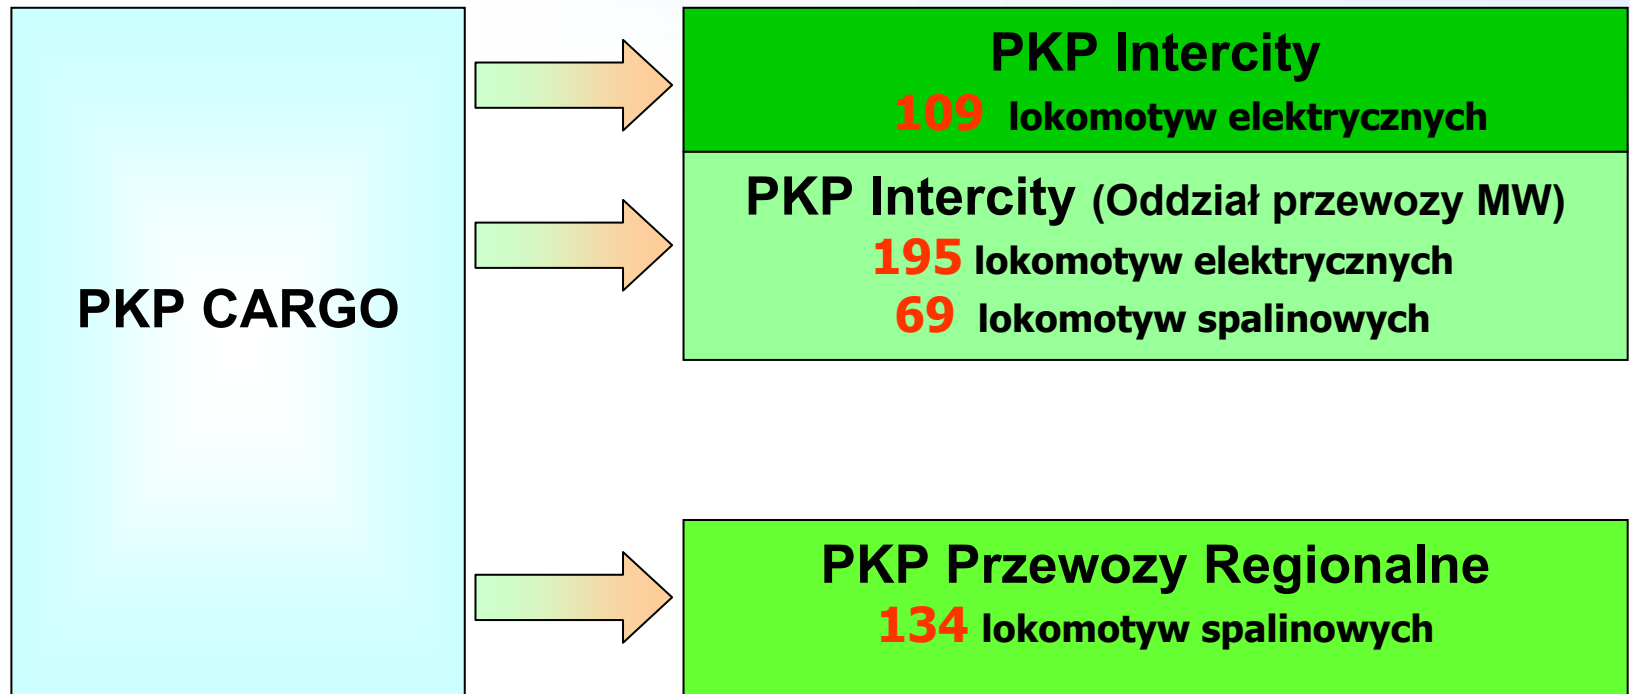 PKP CARGO
PKP Intercity
109 lokomotyw elektrycznych
PKP Intercity (Oddział przewozy MW)
195 lokomotyw elektrycznych
69 lokomotyw spalinowych
PKP Przewozy Regionalne
134 lokomotyw spalinowych